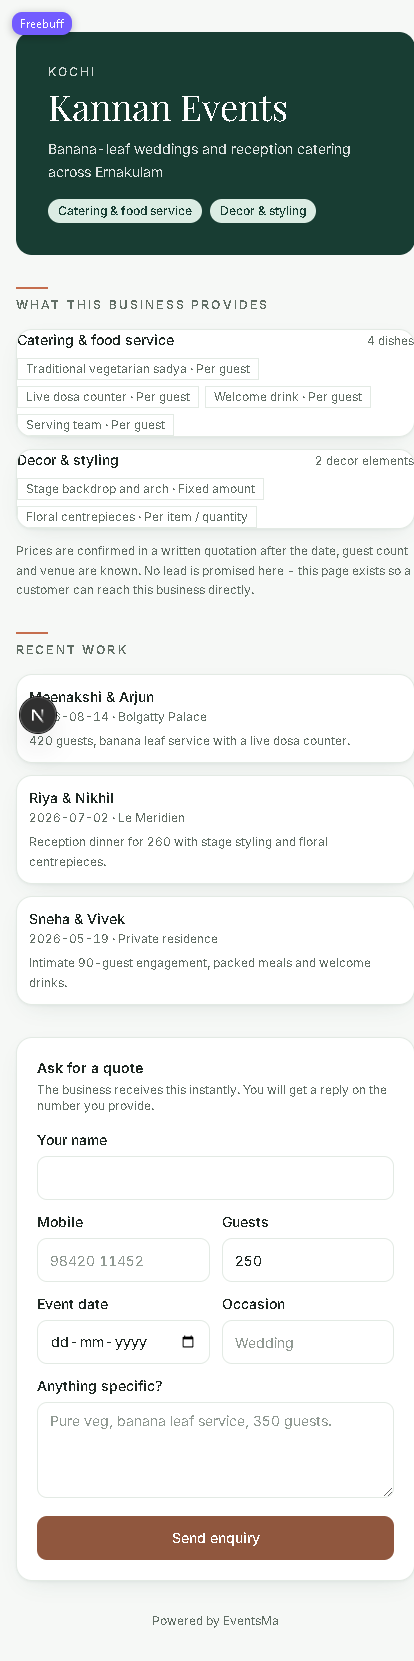 Freebuff
KOCHI
Kannan Events
Banana-leaf weddings and reception catering
across Ernakulam
Catering & food service
Decor & styling
WHAT THIS BUSINESS PROVIDES
Catering & food service
4 dishes
Traditional vegetarian sadya · Per guest
Live dosa counter · Per guest
Welcome drink · Per guest
Serving team · Per guest
Decor & styling
2 decor elements
Stage backdrop and arch · Fixed amount
Floral centrepieces · Per item / quantity
Prices are confirmed in a written quotation after the date, guest count
and venue are known. No lead is promised here - this page exists so a
customer can reach this business directly.
RECENT WORK
Meenakshi & Arjun
N
6-08-14 · Bolgatty Palace
420 guests, banana leaf service with a live dosa counter.
Riya & Nikhil
2026-07-02 · Le Meridien
Reception dinner for 260 with stage styling and floral
centrepieces.
Sneha & Vivek
2026-05-19 · Private residence
Intimate 90-guest engagement, packed meals and welcome
drinks.
Ask for a quote
The business receives this instantly. You will get a reply on the
number you provide.
Your name
Mobile
Guests
98420 11452
250
Event date
Occasion
dd-mm-yyyy
Wedding
Anything specific?
Pure veg, banana leaf service, 350 guests.
Send enquiry
Powered by EventsMa